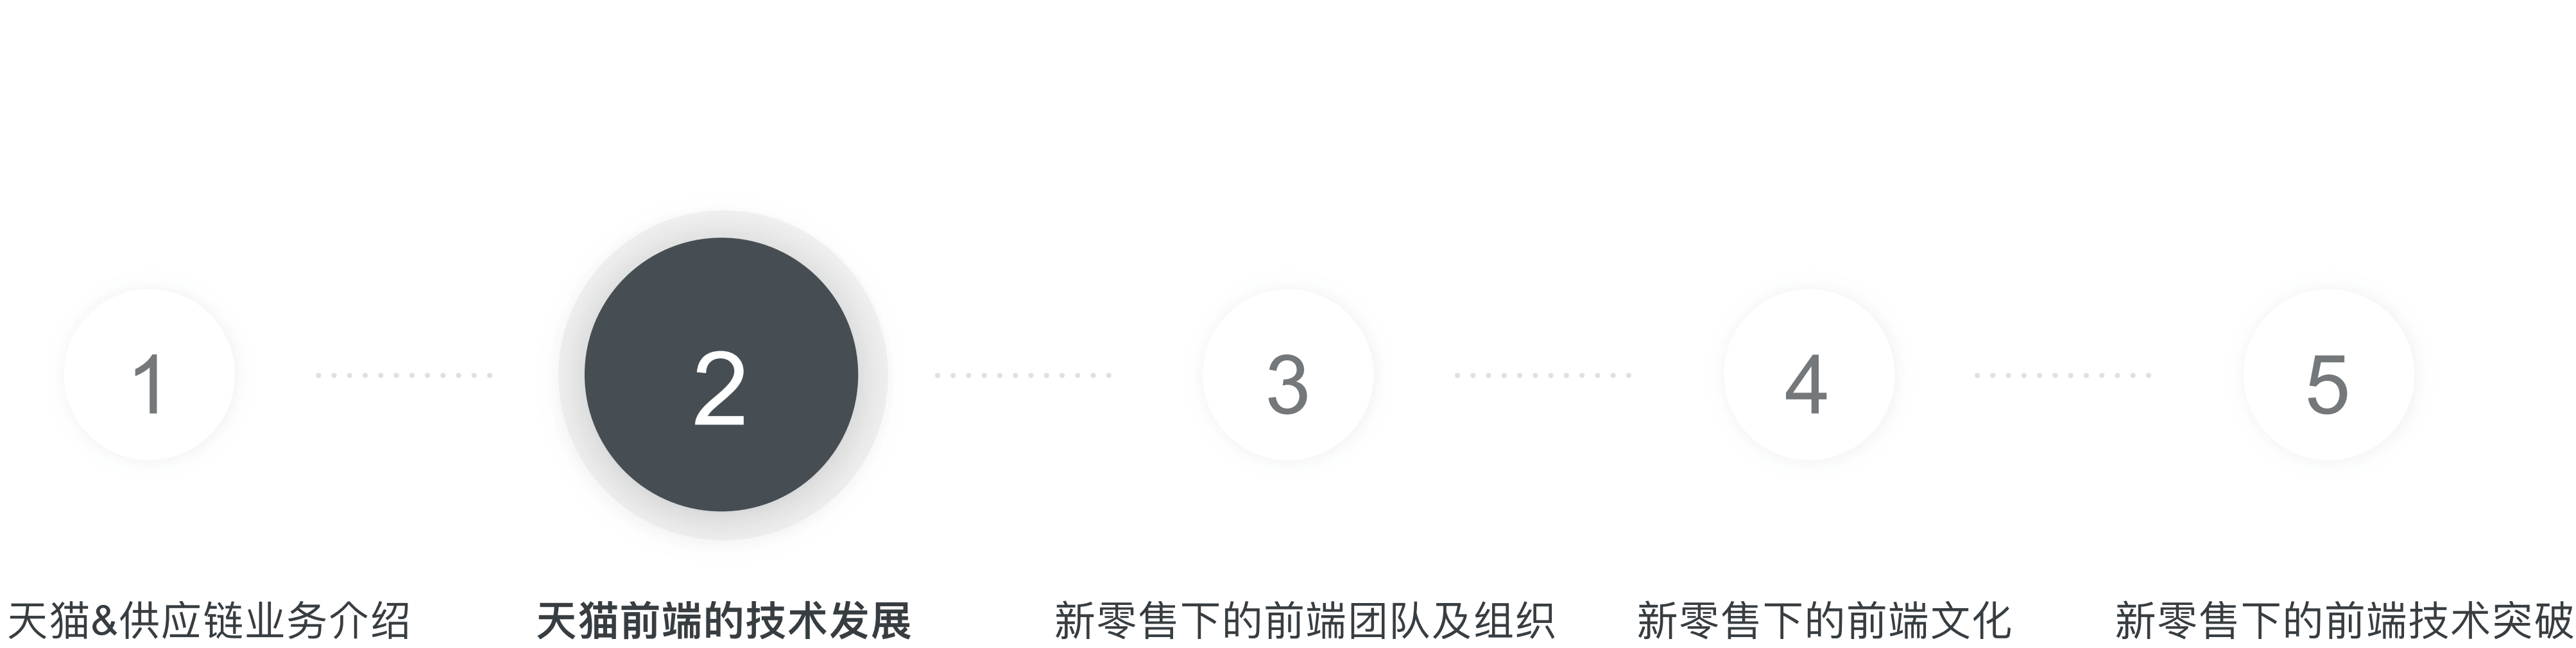 1
2
3
4
5
天猫&供应链业务介绍
天猫前端的技术发展
新零售下的前端团队及组织
新零售下的前端文化
新零售下的前端技术突破